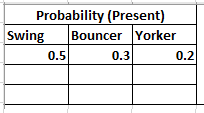 Probability (Present)
Swing Bouncer Yorker
0.5 0.3 0.2